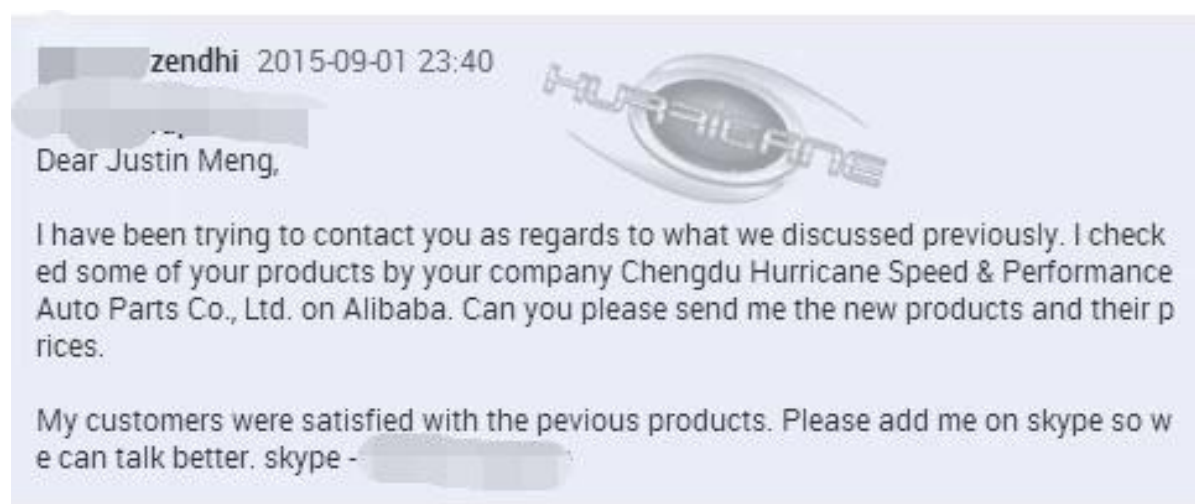 zendhi 2015-09-01 23:40
HURRICANE
Dear Justin Meng,
I have been trying to contact you as regards to what we discussed previously. I check
ed some of your products by your company Chengdu Hurricane Speed & Performance
Auto Parts Co., Ltd. on Alibaba. Can you please send me the new products and their p
rices.
My customers were satisfied with the pevious products. Please add me on skype so w
e can talk better. skype -